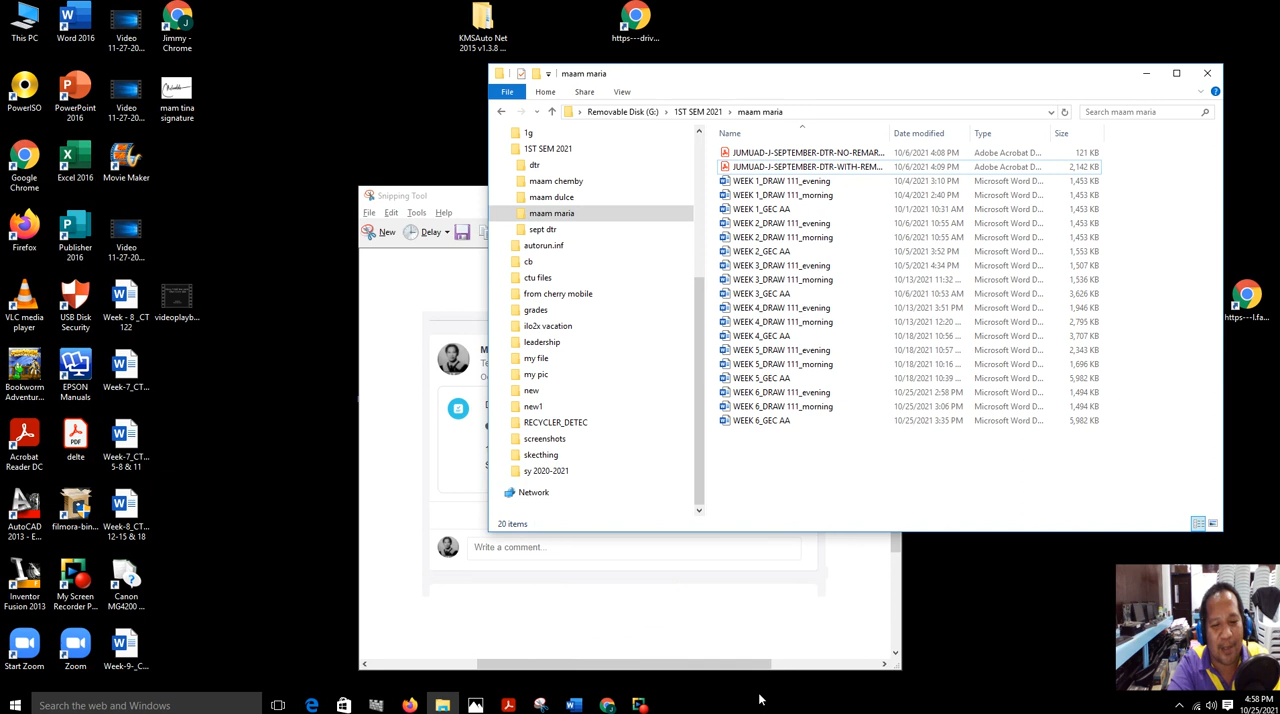 This PC
Word 2016
Video
11-27-20...
Jimmy -
Chrome
KMSAuto Net
2015 v1.3.8 ...
https---driv...
PowerISO
PowerPoint
2016
Video
11-27-20...
mam tina
signature
Google
Chrome
Excel 2016
Movie Maker
Firefox
Publisher
2016
Video
11-27-20...
VLC media
player
USB Disk
Security
Week - 8 _CT
122
videoplayb...
Bookworm
Adventur...
EPSON
Manuals
Week-7_CT...
Acrobat
Reader DC
delte
Week-7_CT...
5-8 & 11
AutoCAD
2013 - E...
filmora-bin...
Week-8_CT...
12-15 & 18
Inventor
Fusion 2013
My Screen
Recorder P...
Canon
MG4200 ...
Start Zoom
Zoom
Week-9-_C...
https---l.fa...
Snipping Tool
File Edit Tools Help
New Delay
Write a comment...
maam maria
File Home Share View
Removable Disk (G:) 1ST SEM 2021 maam maria
Search maam maria
1g
1ST SEM 2021
dtr
maam chemby
maam dulce
maam maria
sept dtr
autorun.inf
cb
ctu files
from cherry mobile
grades
ilo2x vacation
leadership
my file
my pic
new
new1
RECYCLER_DETEC
screenshots
skecthing
sy 2020-2021
Network
20 items
Name Date modified Type Size
JUMUAD-J-SEPTEMBER-DTR-NO-REMAR... 10/6/2021 4:08 PM Adobe Acrobat D... 121 KB
JUMUAD-J-SEPTEMBER-DTR-WITH-REM... 10/6/2021 4:09 PM Adobe Acrobat D... 2,142 KB
WEEK 1_DRAW 111_evening 10/4/2021 3:10 PM Microsoft Word D... 1,453 KB
WEEK 1_DRAW 111_morning 10/4/2021 2:40 PM Microsoft Word D... 1,453 KB
WEEK 1_GEC AA 10/1/2021 10:31 AM Microsoft Word D... 1,453 KB
WEEK 2_DRAW 111_evening 10/6/2021 10:55 AM Microsoft Word D... 1,453 KB
WEEK 2_DRAW 111_morning 10/6/2021 10:55 AM Microsoft Word D... 1,453 KB
WEEK 2_GEC AA 10/5/2021 3:52 PM Microsoft Word D... 1,553 KB
WEEK 3_DRAW 111_evening 10/5/2021 4:34 PM Microsoft Word D... 1,507 KB
WEEK 3_DRAW 111_morning 10/13/2021 11:32 ... Microsoft Word D... 1,536 KB
WEEK 3_GEC AA 10/6/2021 10:53 AM Microsoft Word D... 3,626 KB
WEEK 4_DRAW 111_evening 10/13/2021 3:51 PM Microsoft Word D... 1,946 KB
WEEK 4_DRAW 111_morning 10/13/2021 12:20 ... Microsoft Word D... 2,795 KB
WEEK 4_GEC AA 10/18/2021 10:56 ... Microsoft Word D... 3,707 KB
WEEK 5_DRAW 111_evening 10/18/2021 10:57 ... Microsoft Word D... 2,343 KB
WEEK 5_DRAW 111_morning 10/18/2021 10:16 ... Microsoft Word D... 1,696 KB
WEEK 5_GEC AA 10/18/2021 10:39 ... Microsoft Word D... 5,982 KB
WEEK 6_DRAW 111_evening 10/25/2021 2:58 PM Microsoft Word D... 1,494 KB
WEEK 6_DRAW 111_morning 10/25/2021 3:06 PM Microsoft Word D... 1,494 KB
WEEK 6_GEC AA 10/25/2021 3:35 PM Microsoft Word D... 5,982 KB
Search the web and Windows
4:58 PM
10/25/2021